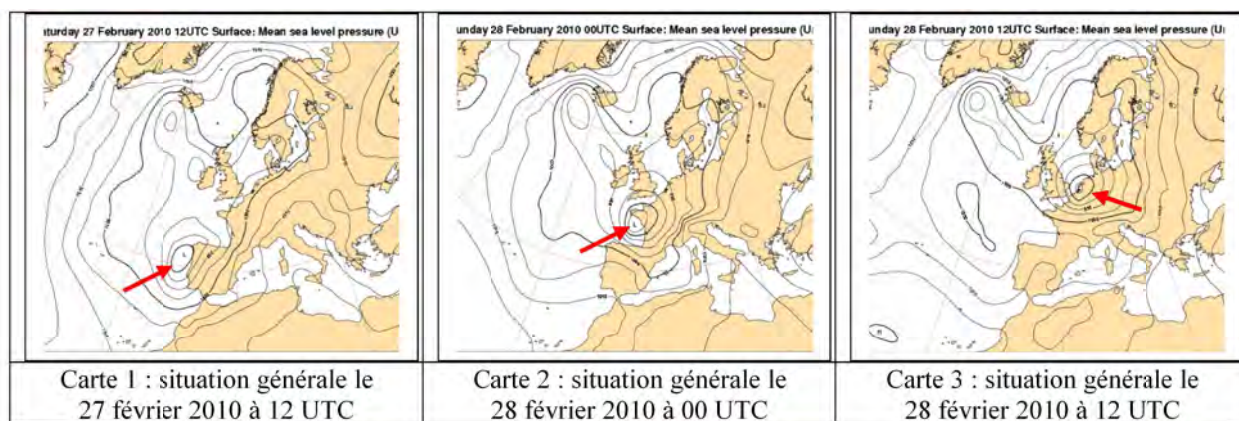 aturday 27 February 2010 12UTC Surface: Mean sea level pressure (U
unday 28 February 2010 00UTC Surface: Mean sea level pressure (U
unday 28 February 2010 12UTC Surface: Mean sea level pressure (U
Carte 1 : situation générale le
27 février 2010 à 12 UTC
Carte 2 : situation générale le
28 février 2010 à 00 UTC
Carte 3 : situation générale le
28 février 2010 à 12 UTC